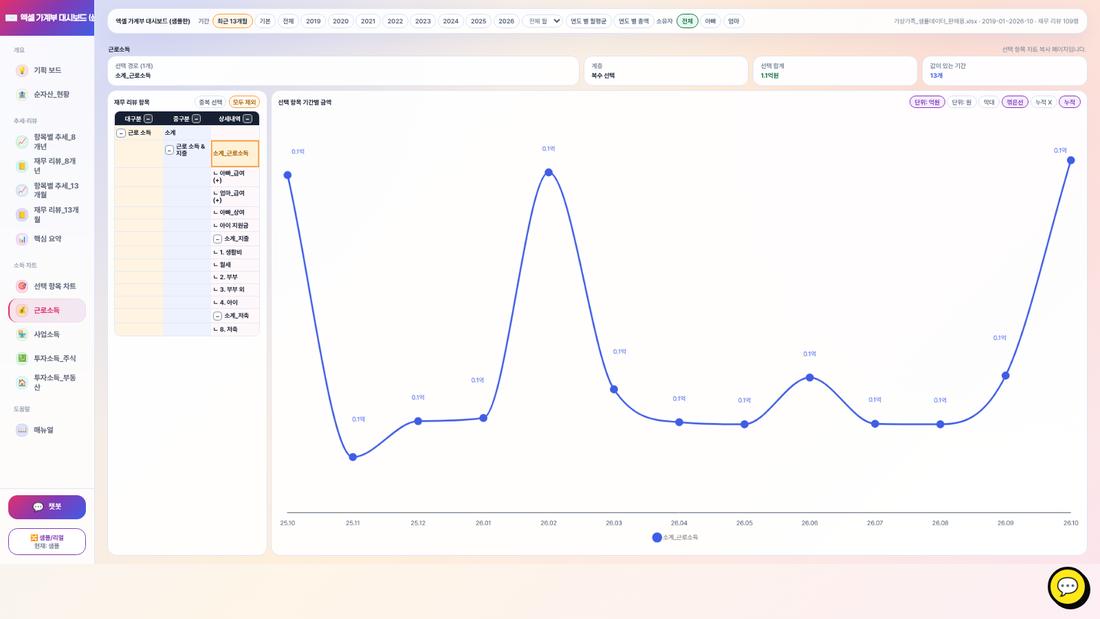 엑셀 가계부 대시보드 (샘
개요
기획 보드
순자산_현황
추세·리뷰
항목별 추세_8
개년
재무 리뷰_8개
년
항목별 추세_13
개월
재무 리뷰_13개
월
핵심 요약
소득 차트
선택 항목 차트
근로소득
사업소득
투자소득_주식
투자소득_부동
산
도움말
매뉴얼
챗봇
샘플/리얼
현재: 샘플
엑셀 가계부 대시보드 (샘플판) 기간 최근 13개월 기본 전체 2019 2020 2021 2022 2023 2024 2025 2026 전체 월 연도 별 월평균 연도 별 총액 소유자 전체 아빠 엄마 가상가족_샘플데이터_판매용.xlsx · 2019-01~2026-10 · 재무 리뷰 109행
근로소득 선택 항목 차트 복사 페이지입니다.
선택 경로 (1개)
소계_근로소득
계층
복수 선택
선택 합계
1.1억원
값이 있는 기간
13개
재무 리뷰 항목 중복 선택 모두 제외
대구분 − 중구분 − 상세내역 −
− 근로 소득 소계
− 근로 소득 &
지출
소계_근로소득
ㄴ 아빠_급여
(+)
ㄴ 엄마_급여
(+)
ㄴ 아빠_상여
ㄴ 아이 지원금
− 소계_지출
ㄴ 1. 생활비
ㄴ 월세
ㄴ 2. 부부
ㄴ 3. 부부 외
ㄴ 4. 아이
− 소계_저축
ㄴ 8. 저축
선택 항목 기간별 금액 단위: 억원 단위: 원 막대 꺾은선 누적 X 누적
0.1억 0.1억 0.1억 0.1억 0.1억 0.1억 0.1억 0.1억 0.1억 0.1억 0.1억 0.1억 0.1억
25.10 25.11 25.12 26.01 26.02 26.03 26.04 26.05 26.06 26.07 26.08 26.09 26.10
소계_근로소득